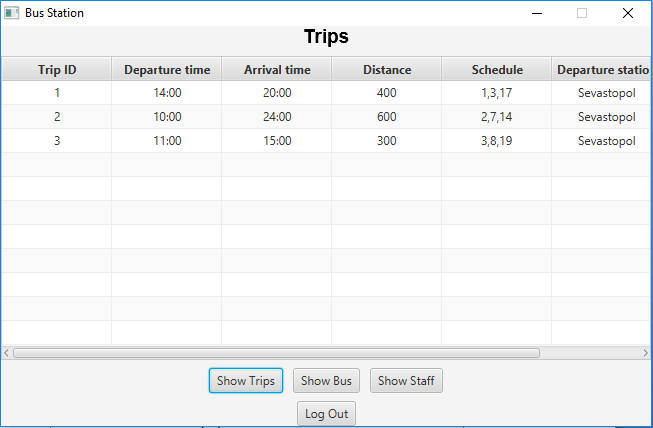 Bus Station
Trips
Trip ID Departure time Arrival time Distance Schedule Departure statio
1 14:00 20:00 400 1,3,17 Sevastopol
2 10:00 24:00 600 2,7,14 Sevastopol
3 11:00 15:00 300 3,8,19 Sevastopol
Show Trips Show Bus Show Staff
Log Out